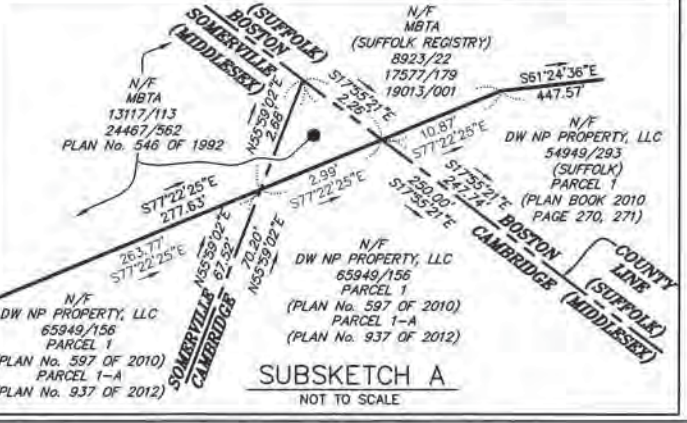 (SUFFOLK)
BOSTON
SOMERVILLE
(MIDDLESEX)
N/F
MBTA
(SUFFOLK REGISTRY)
8923/22
17577/179
19013/001
N/F
MBTA
13117/113
24467/562
PLAN No. 546 OF 1992
N55°59'02"E
2.88'
S17°55'21"E
2.26'
S61°24'36"E
447.57'
10.87'
S77°22'25"E
N/F
DW NP PROPERTY, LLC
54949/293
(SUFFOLK)
PARCEL 1
(PLAN BOOK 2010
PAGE 270, 271)
S77°22'25"E
277.63'
2.99'
S77°22'25"E
S17°55'21"E
242.74'
250.00'
S17°55'21"E
BOSTON
CAMBRIDGE
(SUFFOLK)
(MIDDLESEX)
COUNTY
LINE
263.77'
S77°22'25"E
N55°59'02"E
67.52'
70.20'
N55°59'02"E
SOMERVILLE
CAMBRIDGE
N/F
DW NP PROPERTY, LLC
65949/156
PARCEL 1
(PLAN No. 597 OF 2010)
PARCEL 1-A
(PLAN No. 937 OF 2012)
N/F
DW NP PROPERTY, LLC
65949/156
PARCEL 1
PLAN No. 597 OF 2010)
PARCEL 1-A
PLAN No. 937 OF 2012)
SUBSKETCH A
NOT TO SCALE